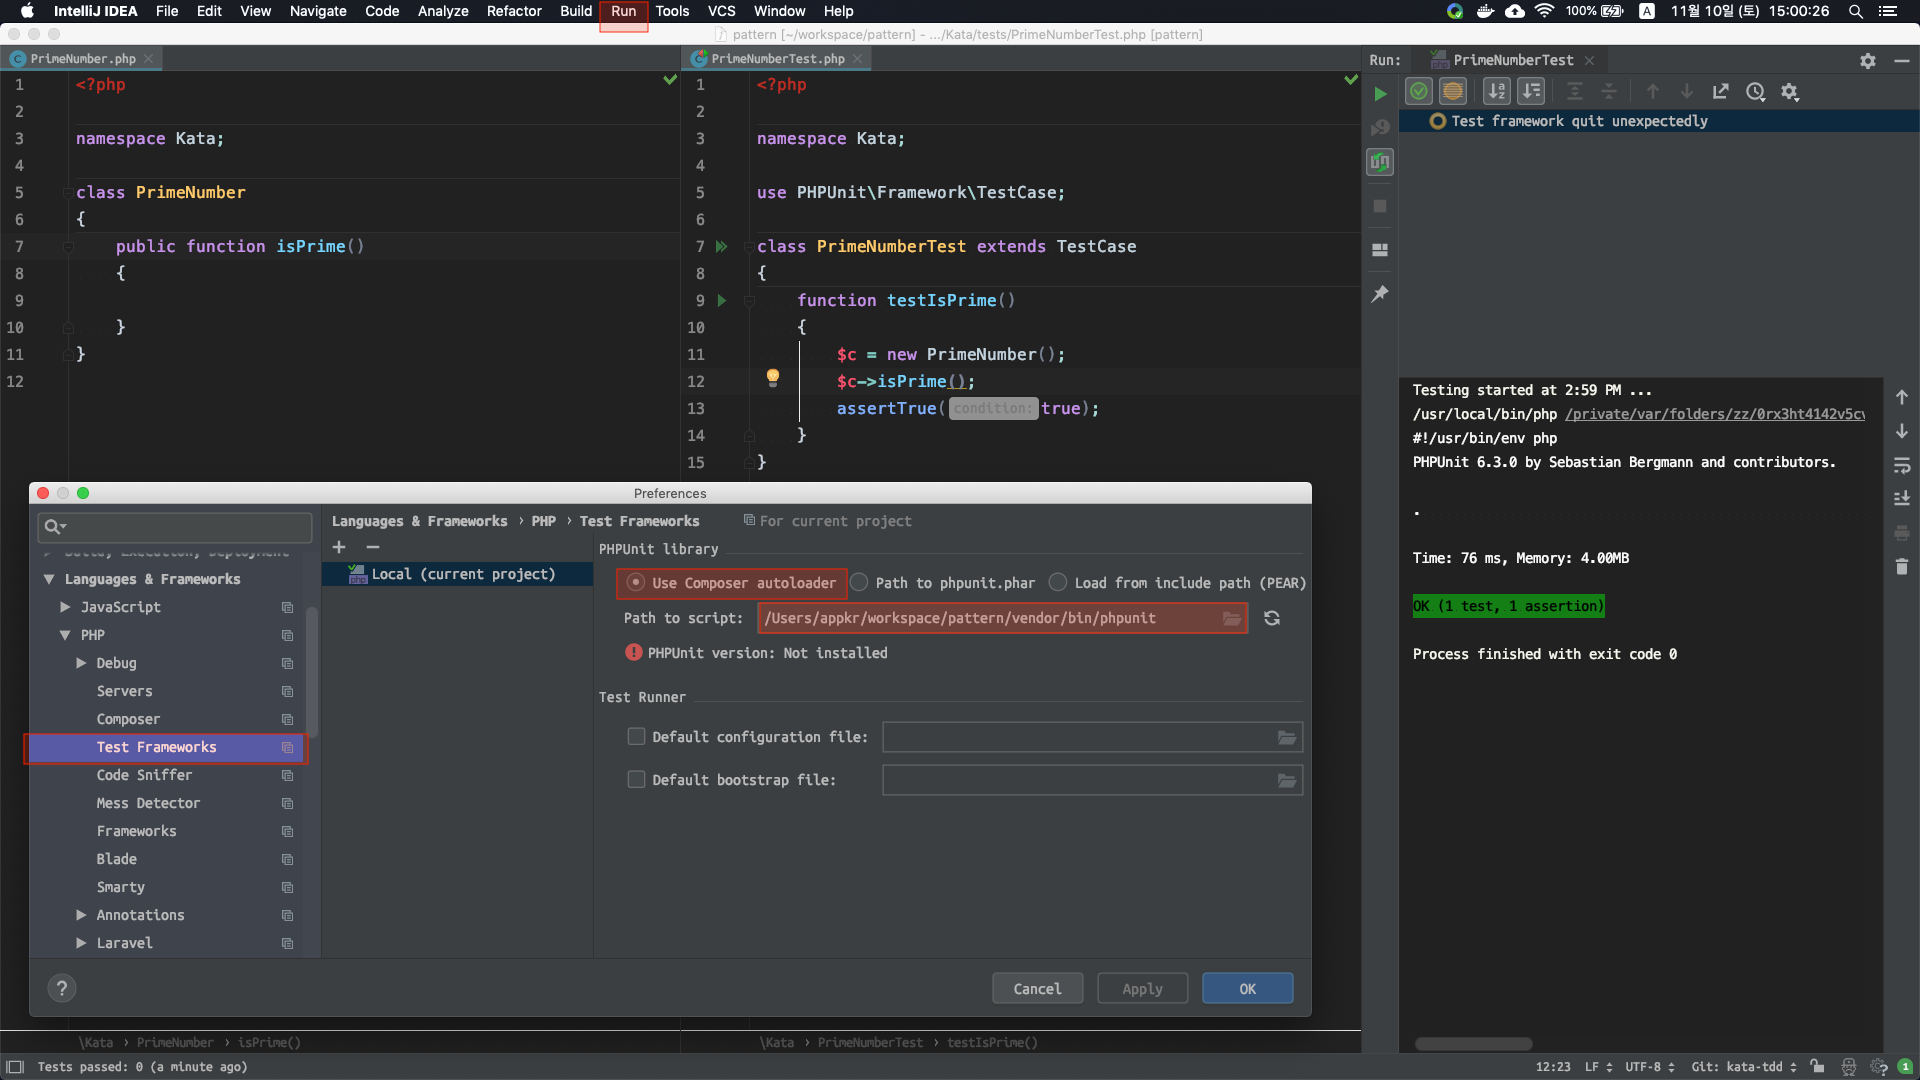 IntelliJ IDEA File Edit View Navigate Code Analyze Refactor Build Run Tools VCS Window Help 100% A 11월 10일 (토) 15:00:26
pattern [~/workspace/pattern] - .../Kata/tests/PrimeNumberTest.php [pattern]
PrimeNumber.php
1 <?php
2
3 namespace Kata;
4
5 class PrimeNumber
6 {
7 public function isPrime()
8 {
9
10 }
11 }
12
PrimeNumberTest.php
1 <?php
2
3 namespace Kata;
4
5 use PHPUnit\Framework\TestCase;
6
7 class PrimeNumberTest extends TestCase
8 {
9 function testIsPrime()
10 {
11 $c = new PrimeNumber();
12 $c->isPrime();
13 assertTrue( condition: true);
14 }
15 }
Run: PrimeNumberTest
Test framework quit unexpectedly
Testing started at 2:59 PM ...
/usr/local/bin/php /private/var/folders/zz/0rx3ht4142v5cv
#!/usr/bin/env php
PHPUnit 6.3.0 by Sebastian Bergmann and contributors.
.
Time: 76 ms, Memory: 4.00MB
OK (1 test, 1 assertion)
Process finished with exit code 0
Preferences
Build, Execution, Deployment
Languages & Frameworks
JavaScript
PHP
Debug
Servers
Composer
Test Frameworks
Code Sniffer
Mess Detector
Frameworks
Blade
Smarty
Annotations
Laravel
Languages & Frameworks › PHP › Test Frameworks For current project
+ −
Local (current project)
PHPUnit library
Use Composer autoloader Path to phpunit.phar Load from include path (PEAR)
Path to script: /Users/appkr/workspace/pattern/vendor/bin/phpunit
PHPUnit version: Not installed
Test Runner
Default configuration file:
Default bootstrap file:
? Cancel Apply OK
\Kata › PrimeNumber › isPrime()
\Kata › PrimeNumberTest › testIsPrime()
Tests passed: 0 (a minute ago) 12:23 LF UTF-8 Git: kata-tdd 1